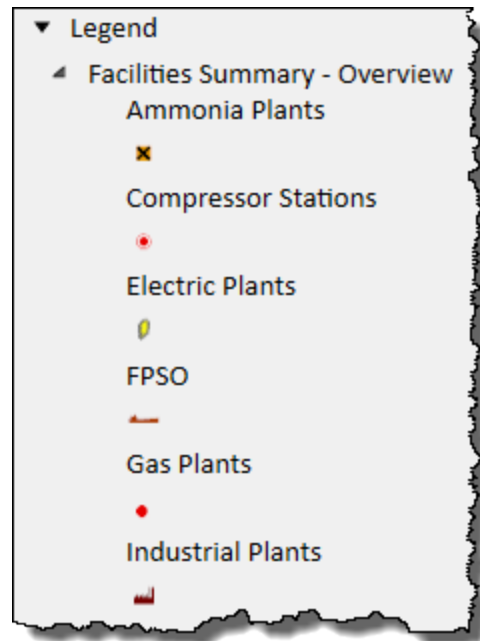 Legend
Facilities Summary - Overview
Ammonia Plants
Compressor Stations
Electric Plants
FPSO
Gas Plants
Industrial Plants